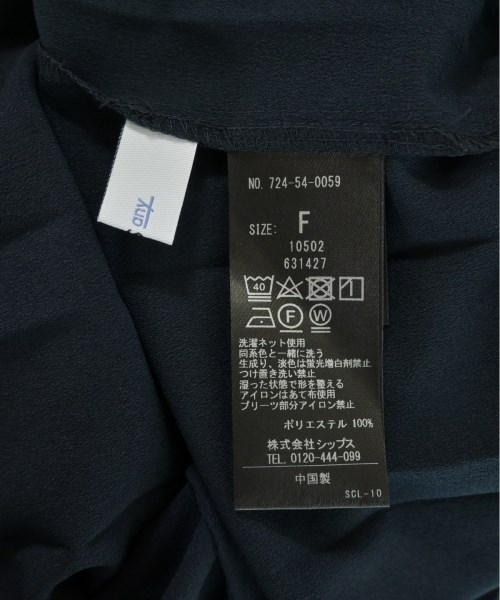 any
NO. 724-54-0059
SIZE: F
10502
631427
40
F W
洗濯ネット使用
同系色と一緒に洗う
生成り、淡色は蛍光増白剤禁止
つけ置き洗い禁止
湿った状態で形を整える
アイロンはあて布使用
プリーツ部分アイロン禁止
ポリエステル 100%
株式会社シップス
TEL. 0120-444-099
中国製
SCL-10